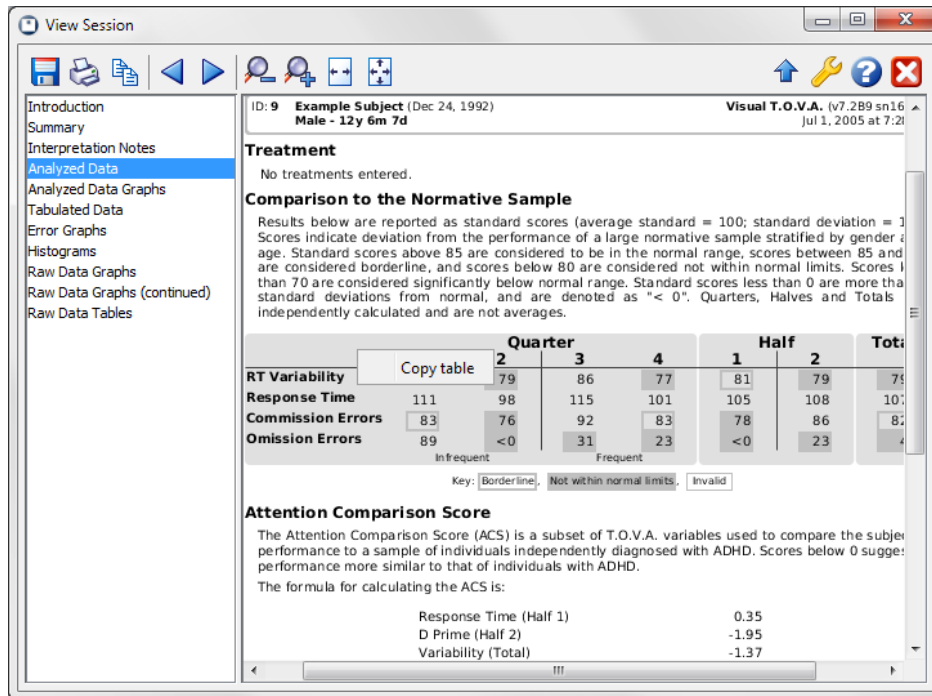 View Session
Introduction
Summary
Interpretation Notes
Analyzed Data
Analyzed Data Graphs
Tabulated Data
Error Graphs
Histograms
Raw Data Graphs
Raw Data Graphs (continued)
Raw Data Tables
ID: 9 Example Subject (Dec 24, 1992) Visual T.O.V.A. (v7.2B9 sn16
Male - 12y 6m 7d Jul 1, 2005 at 7:28
Treatment
No treatments entered.
Comparison to the Normative Sample
Results below are reported as standard scores (average standard = 100; standard deviation = 1
Scores indicate deviation from the performance of a large normative sample stratified by gender a
age. Standard scores above 85 are considered to be in the normal range, scores between 85 and
are considered borderline, and scores below 80 are considered not within normal limits. Scores l
than 70 are considered significantly below normal range. Standard scores less than 0 are more tha
standard deviations from normal, and are denoted as "< 0". Quarters, Halves and Totals
independently calculated and are not averages.
Quarter Half Tota
2 3 4 1 2
Copy table
RT Variability 79 86 77 81 79 79
Response Time 111 98 115 101 105 108 107
Commission Errors 83 76 92 83 78 86 82
Omission Errors 89 <0 31 23 <0 23
Infrequent Frequent
Key: Borderline, Not within normal limits, Invalid
Attention Comparison Score
The Attention Comparison Score (ACS) is a subset of T.O.V.A. variables used to compare the subje
performance to a sample of individuals independently diagnosed with ADHD. Scores below 0 sugges
performance more similar to that of individuals with ADHD.
The formula for calculating the ACS is:
Response Time (Half 1) 0.35
D Prime (Half 2) -1.95
Variability (Total) -1.37